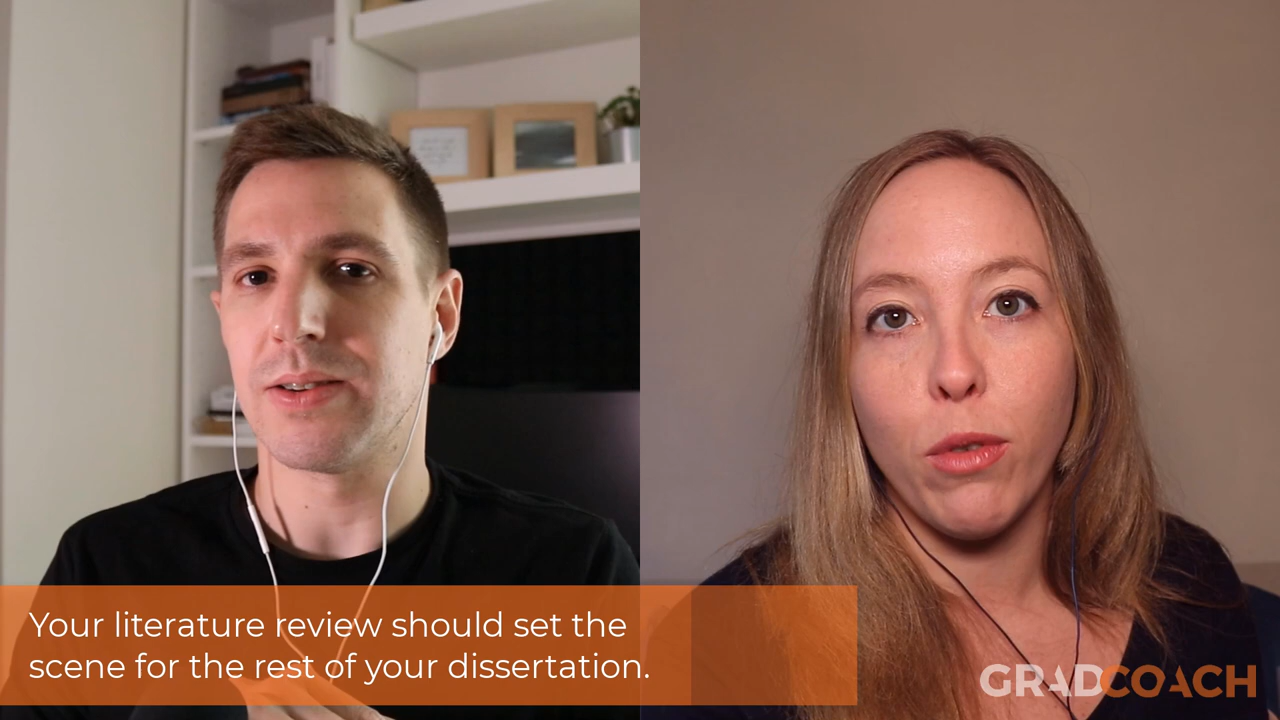 Your literature review should set the
scene for the rest of your dissertation.
GRADCOACH